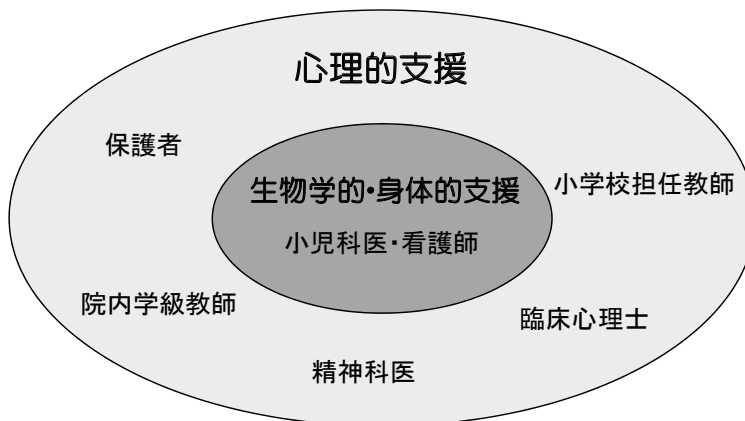 心理的支援
保護者
生物学的・身体的支援
小学校担任教師
小児科医・看護師
院内学級教師
臨床心理士
精神科医